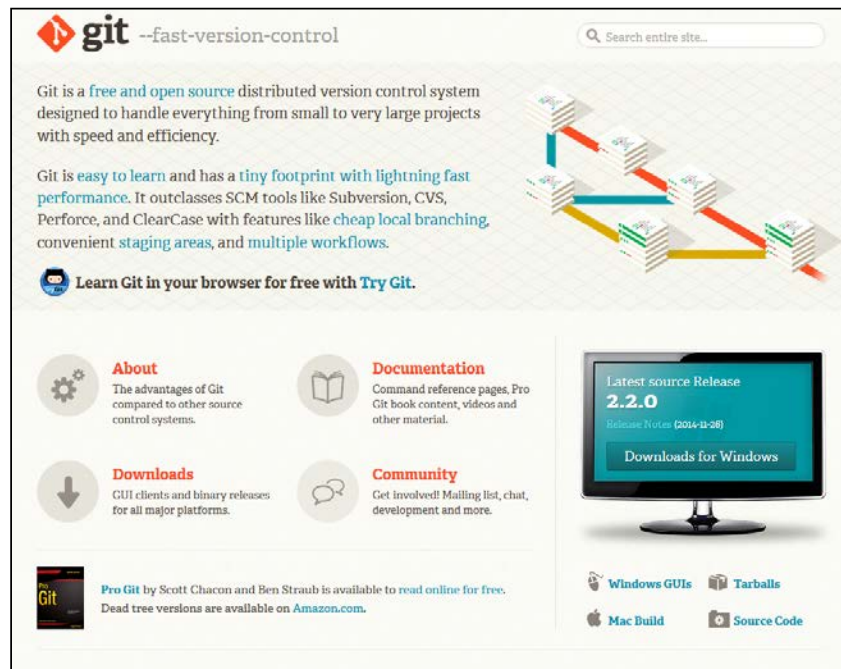 git --fast-version-control
Search entire site...
Git is a free and open source distributed version control system
designed to handle everything from small to very large projects
with speed and efficiency.
Git is easy to learn and has a tiny footprint with lightning fast
performance. It outclasses SCM tools like Subversion, CVS,
Perforce, and ClearCase with features like cheap local branching,
convenient staging areas, and multiple workflows.
Learn Git in your browser for free with Try Git.
About
The advantages of Git
compared to other source
control systems.
Documentation
Command reference pages, Pro
Git book content, videos and
other material.
Downloads
GUI clients and binary releases
for all major platforms.
Community
Get involved! Mailing list, chat,
development and more.
Latest source Release
2.2.0
Release Notes (2014-11-26)
Downloads for Windows
Pro
Git
Pro Git by Scott Chacon and Ben Straub is available to read online for free.
Dead tree versions are available on Amazon.com.
Windows GUIs
Tarballs
Mac Build
Source Code